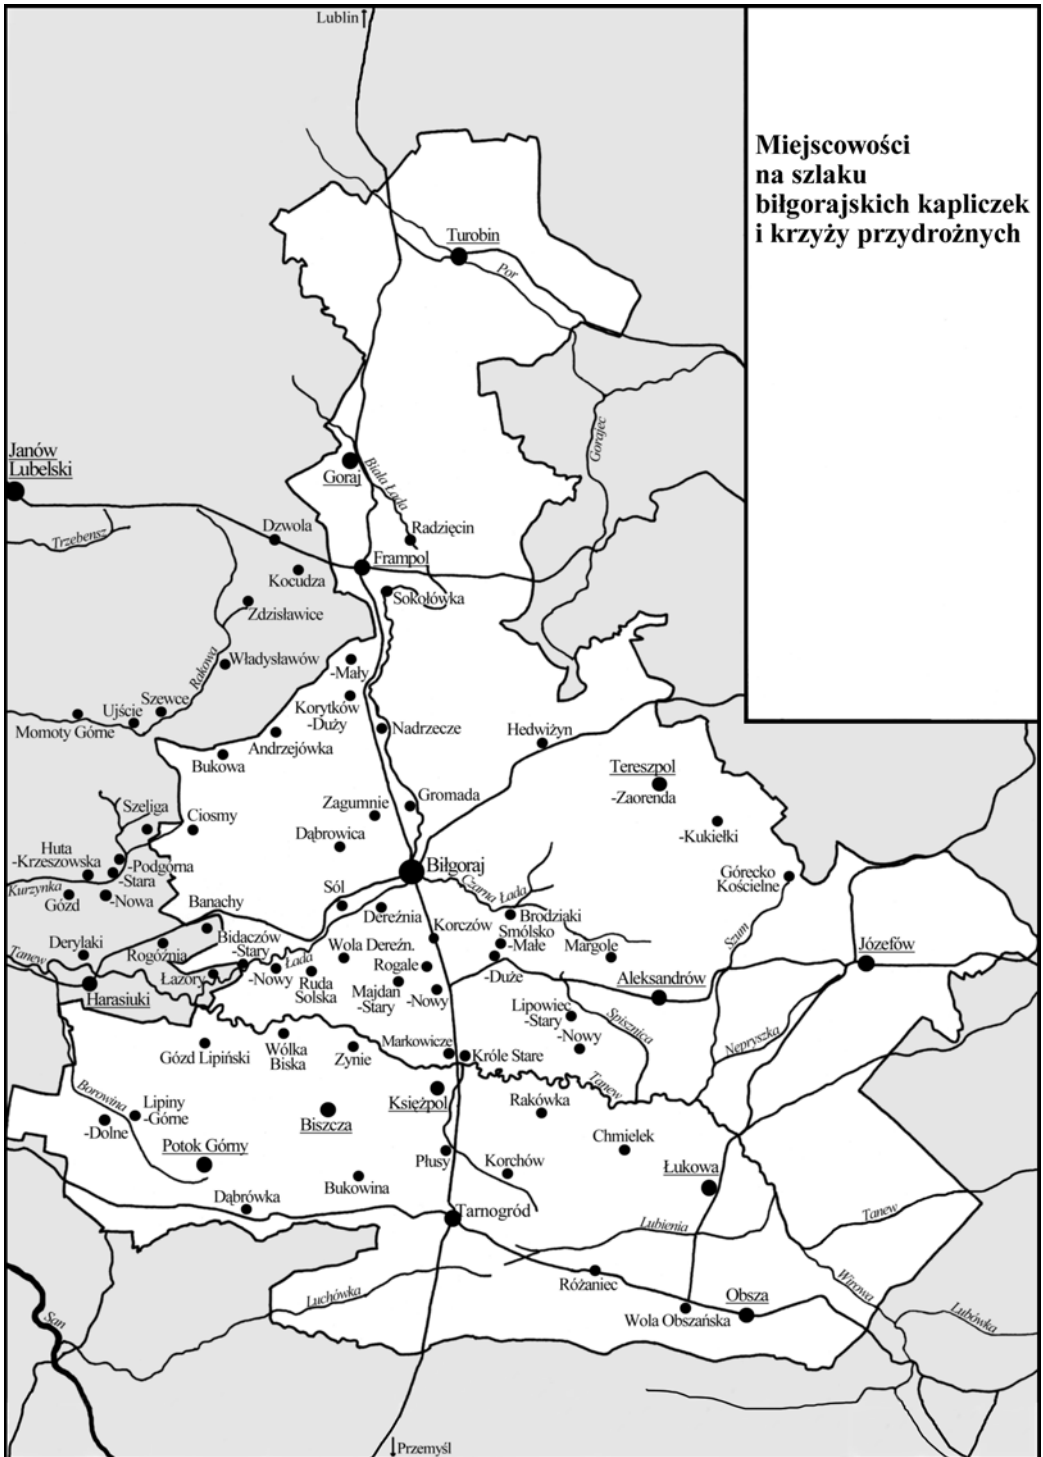 Lublin
Miejscowości
na szlaku
biłgorajskich kapliczek
i krzyży przydrożnych
Turobin
Por
Gorajec
Janów
Lubelski
Goraj
Biała Łada
Trzebensz
Dzwola
Radzięcin
Frampol
Kocudza
Sokołówka
Zdzisławice
Rakowa
Władysławów
-Mały
Korytków
-Duży
Szewce
Ujście
Momoty Górne
Andrzejówka
Nadrzecze
Hedwiżyn
Bukowa
Tereszpol
-Zaorenda
Szeliga
Ciosmy
Zagumnie
Gromada
-Kukiełki
Dąbrowica
Huta
-Krzeszowska
-Podgórna
-Stara
-Nowa
Kurzynka
Gózd
Biłgoraj
Czarna Łada
Górecko
Kościelne
Banachy
Sól
Dereźnia
Brodziaki
Smólsko
-Małe
-Duże
Margole
Szum
Józefów
Derylaki
Tanew
Rogóźnia
Bidaczów
-Stary
-Nowy
Łada
Wola Dereźn.
Korczów
Rogale
Łazory
Harasiuki
Ruda
Solska
Majdan
-Stary
-Nowy
Aleksandrów
Lipowiec
-Stary
-Nowy
Spisznica
Nepryszka
Gózd Lipiński
Wólka
Biska
Zynie
Markowicze
Króle Stare
Tanew
Borowina
Lipiny
-Górne
-Dolne
Biszcza
Księżpol
Rakówka
Chmielek
Potok Górny
Płusy
Korchów
Łukowa
Dąbrówka
Bukowina
Tarnogród
Lubienia
Tanew
Luchówka
Różaniec
Wola Obszańska
Obsza
Wirowa
Lubówka
San
Przemyśl